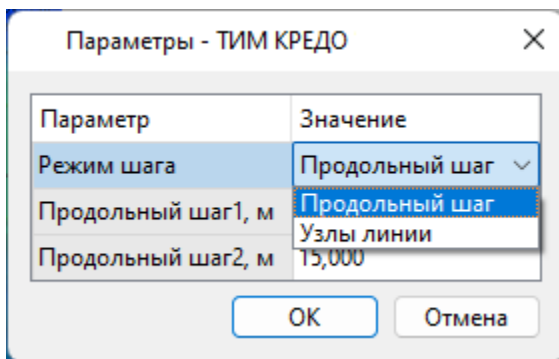 Параметры - ТИМ КРЕДО
Параметр Значение
Режим шага Продольный шаг
Продольный шаг1, м Продольный шаг
Узлы линии
Продольный шаг2, м 15,000
OK Отмена